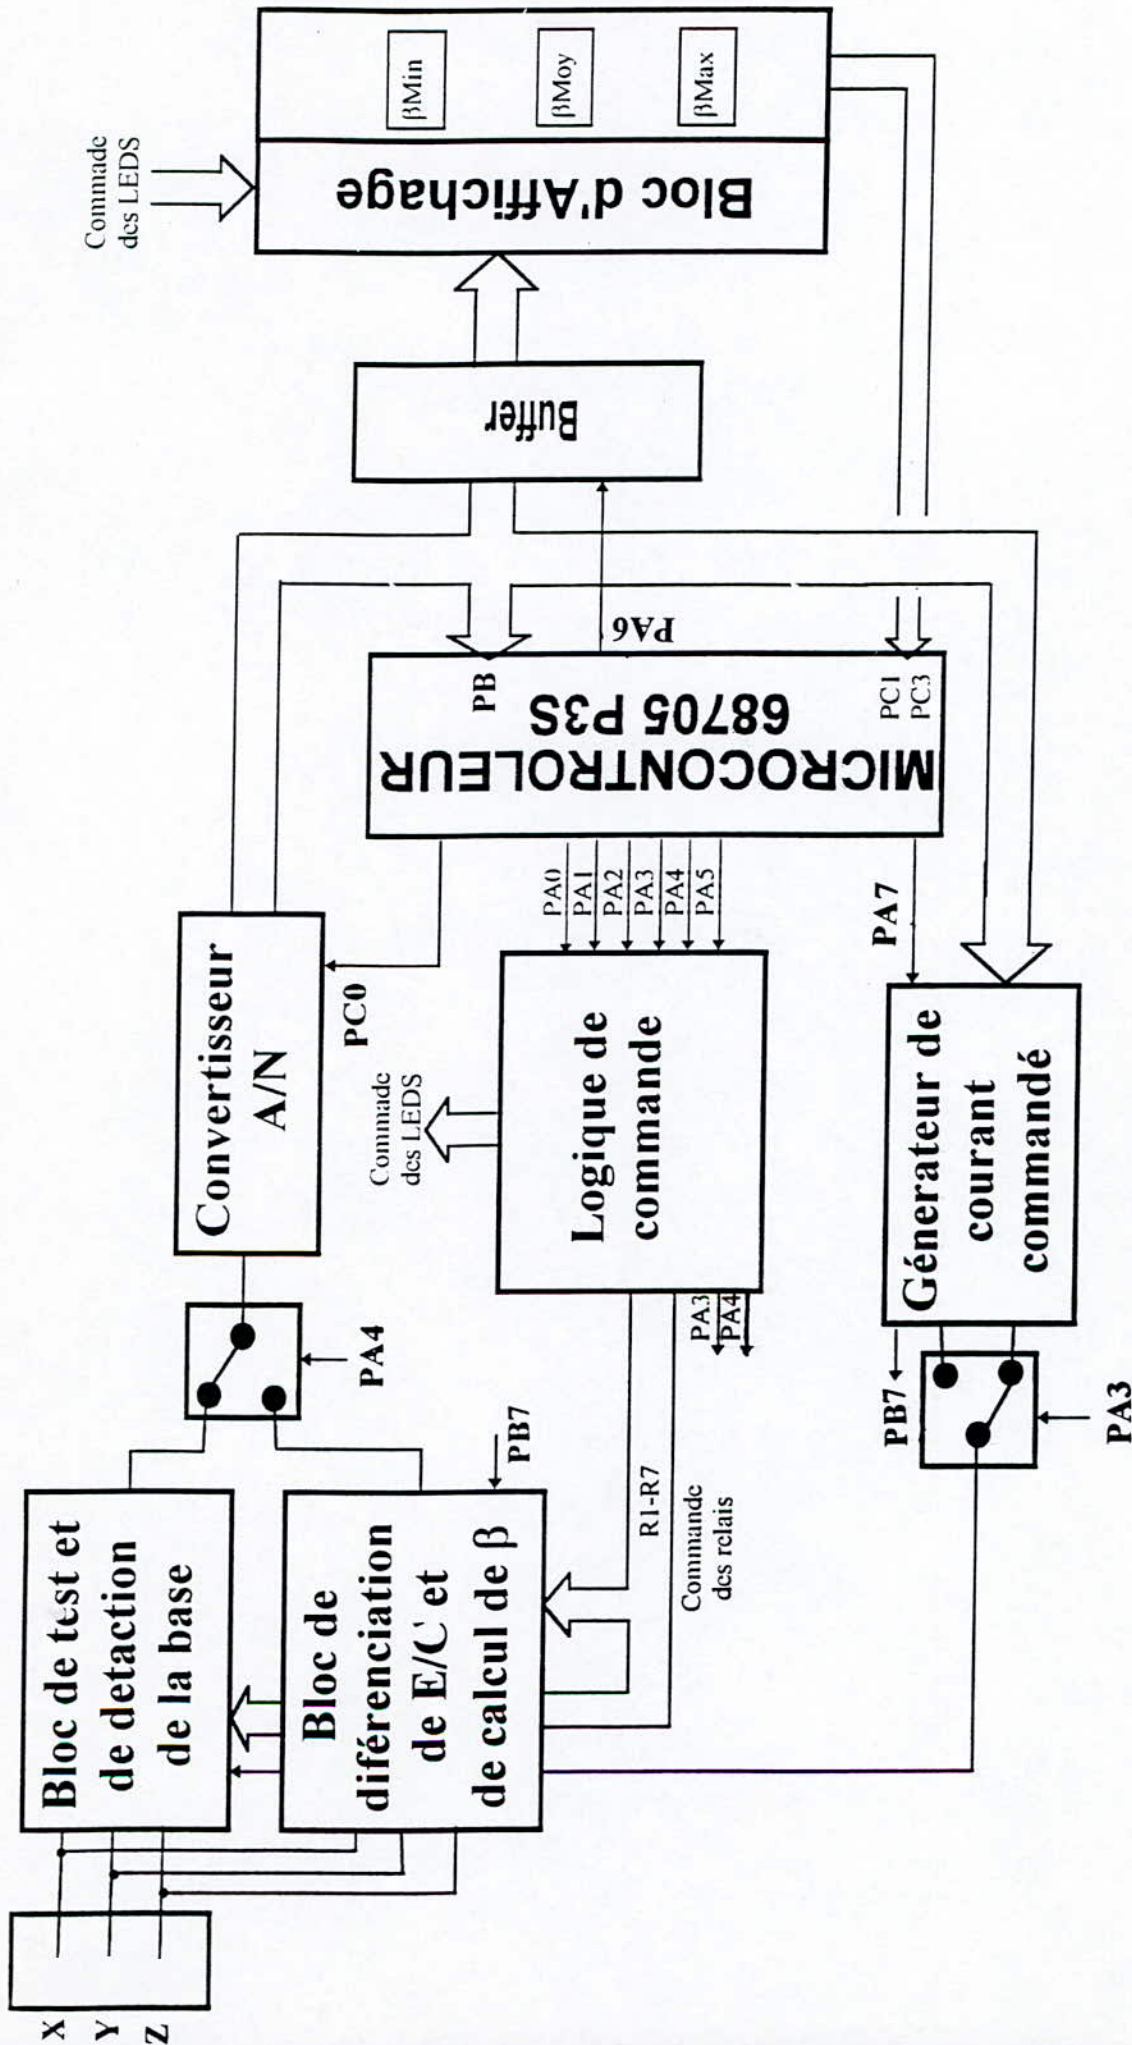 X
Y
Z
Bloc de test et
de detaction
de la base
Bloc de
diférenciation
de E/C et
de calcul de β
PB7
PA4
Convertisseur
A/N
PC0
Commade
des LEDS
Logique de
commande
PA0
PA1
PA2
PA3
PA4
PA5
PA3
PA4
R1-R7
Commande
des relais
PB7
PA3
Génerateur de
courant
commandé
PA7
MICROCONTROLEUR
68705 P3S
PB
PA6
PC1
PC3
Buffer
Commade
des LEDS
Bloc d'Affichage
βMin
βMoy
βMax